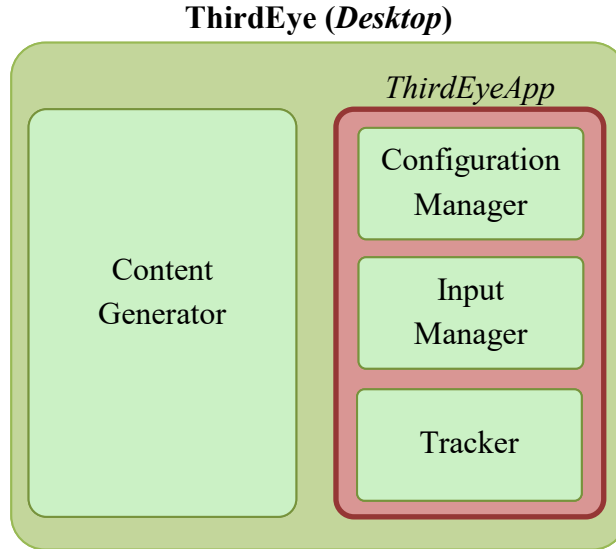 ThirdEye (Desktop)
ThirdEyeApp
Content
Generator
Configuration
Manager
Input
Manager
Tracker